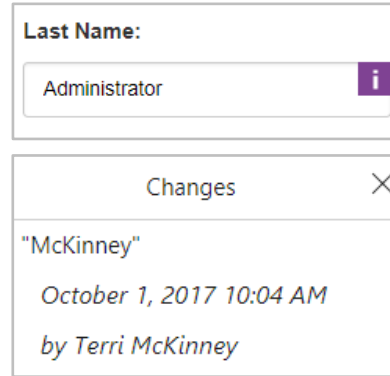 Last Name:
Administrator
i
Changes
"McKinney"
October 1, 2017 10:04 AM
by Terri McKinney